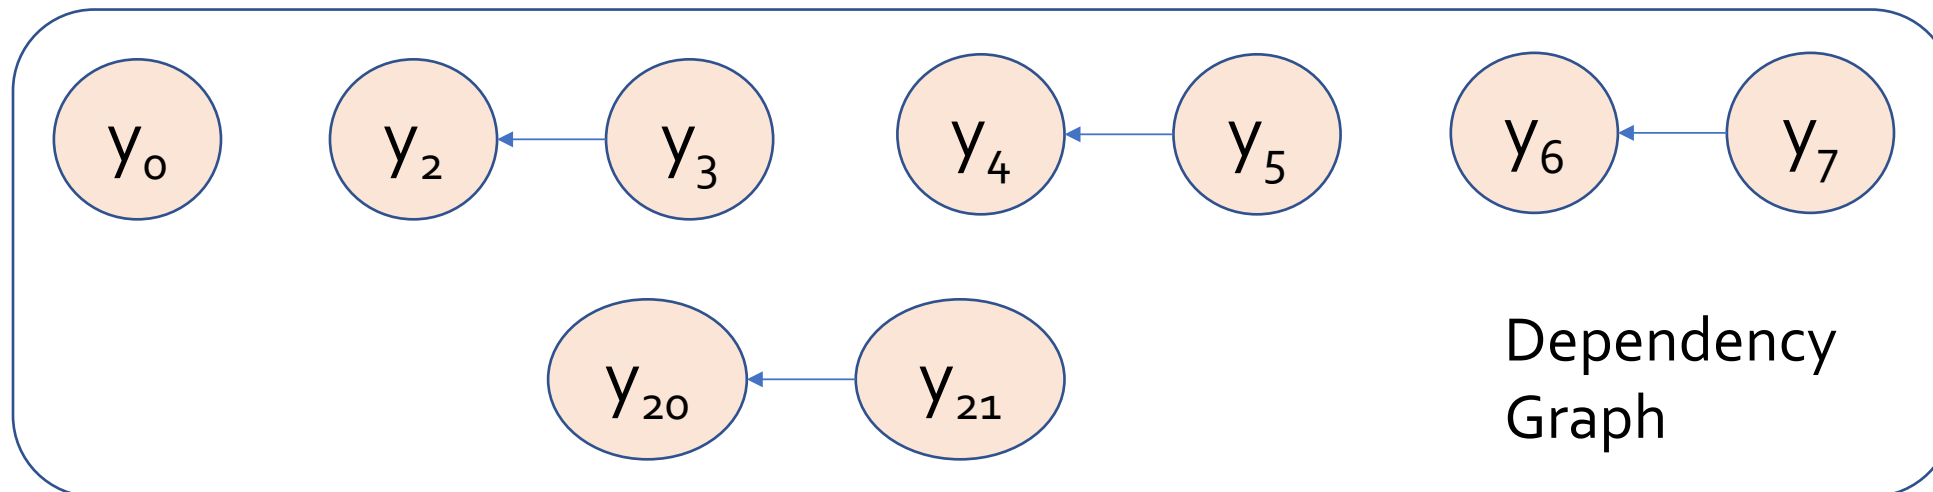 y₀ y₂ y₃ y₄ y₅ y₆ y₇
y₂₀ y₂₁
Dependency
Graph